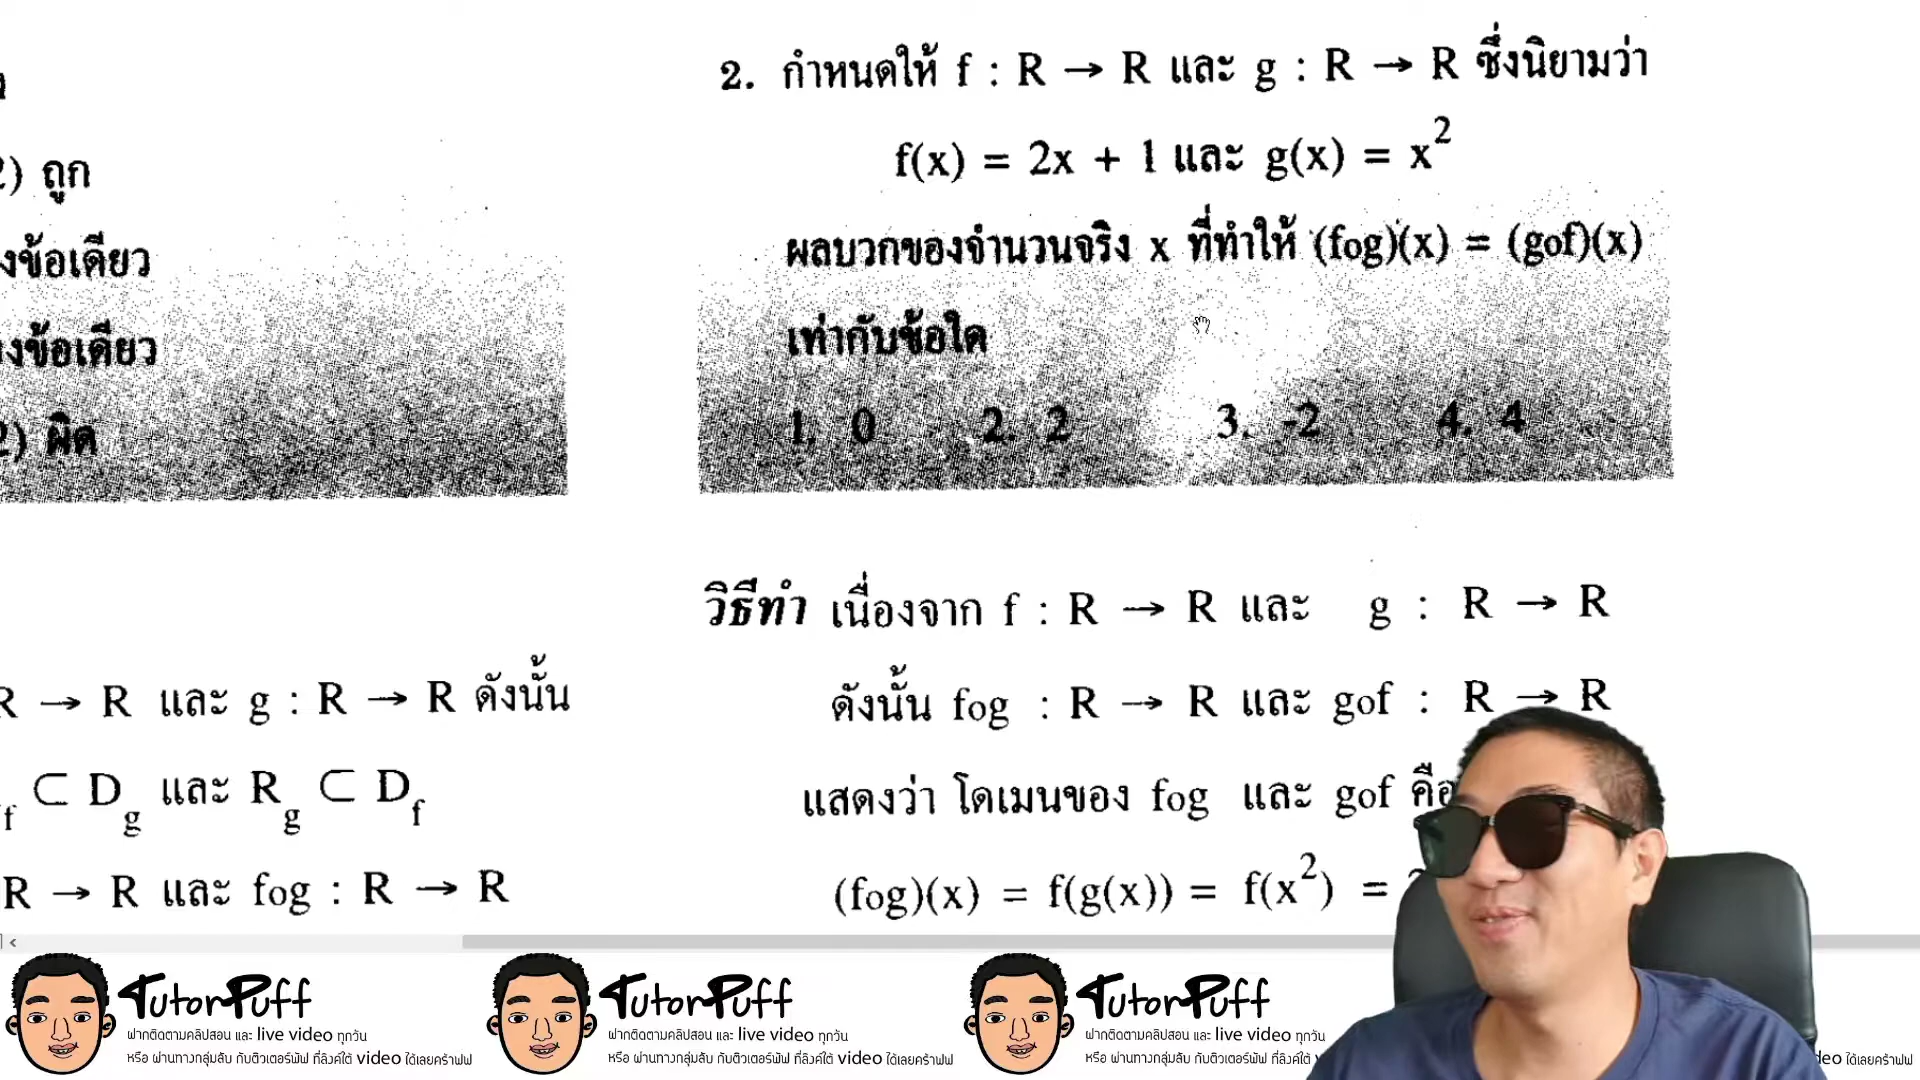 2) ถูก
งข้อเดียว
งข้อเดียว
2) ผิด
R → R และ g : R → R ดังนั้น
f ⊂ D_g และ R_g ⊂ D_f
R → R และ fog : R → R
2. กำหนดให้ f : R → R และ g : R → R ซึ่งนิยามว่า
f(x) = 2x + 1 และ g(x) = x²
ผลบวกของจำนวนจริง x ที่ทำให้ (fog)(x) = (gof)(x)
เท่ากับข้อใด
1. 0 2. 2 3. -2 4. 4
วิธีทำ เนื่องจาก f : R → R และ g : R → R
ดังนั้น fog : R → R และ gof : R → R
แสดงว่า โดเมนของ fog และ gof คือ
(fog)(x) = f(g(x)) = f(x²) =
TutorPuff
ฝากติดตามคลิปสอน และ live video ทุกวัน
หรือ ผ่านทางกลุ่มลับ กับติวเตอร์พัฟ ที่ลิงค์ใต้ video ได้เลยคร้าฟฟ
TutorPuff
ฝากติดตามคลิปสอน และ live video ทุกวัน
หรือ ผ่านทางกลุ่มลับ กับติวเตอร์พัฟ ที่ลิงค์ใต้ video ได้เลยคร้าฟฟ
TutorPuff
ฝากติดตามคลิปสอน และ live video ทุกวัน
หรือ ผ่านทางกลุ่มลับ กับติวเตอร์พัฟ ที่ลิงค์ใต้
deo ได้เลยคร้าฟฟ